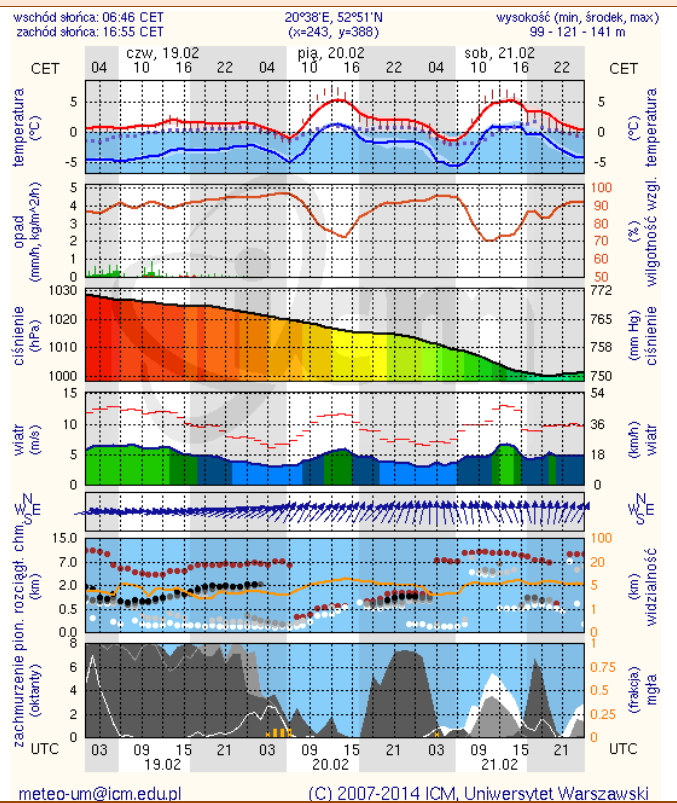 wschód słońca: 06:46 CET 20°38'E, 52°51'N wysokość (min, środek, max)
zachód słońca: 16:55 CET (x=243, y=388) 99 - 121 - 141 m
czw, 19.02 pią, 20.02 sob, 21.02
CET 04 10 16 22 04 10 16 22 04 10 16 22 CET
temperatura (°C)
5
0
-5
5
0
-5
(°C) temperatura
opad (mm/h, kg/m^2/h)
5
4
3
2
1
0
100
90
80
70
60
50
(%) wilgotność wzgl.
ciśnienie (hPa)
1030
1020
1010
1000
772
765
758
750
(mm Hg) ciśnienie
icm
wiatr (m/s)
15
10
5
0
54
36
18
0
(km/h) wiatr
N
W E
S
N
W E
S
pion. rozciągł. chm. (km)
15.0
7.0
2.0
0.5
0.0
100
20
5
1
0
(km) widzialność
zachmurzenie (oktanty)
8
6
4
2
0
1
0.75
0.5
0.25
0
(frakcja) mgła
UTC 03 09 15 21 03 09 15 21 03 09 15 21 UTC
19.02 20.02 21.02
meteo-um@icm.edu.pl (C) 2007-2014 ICM, Uniwersytet Warszawski